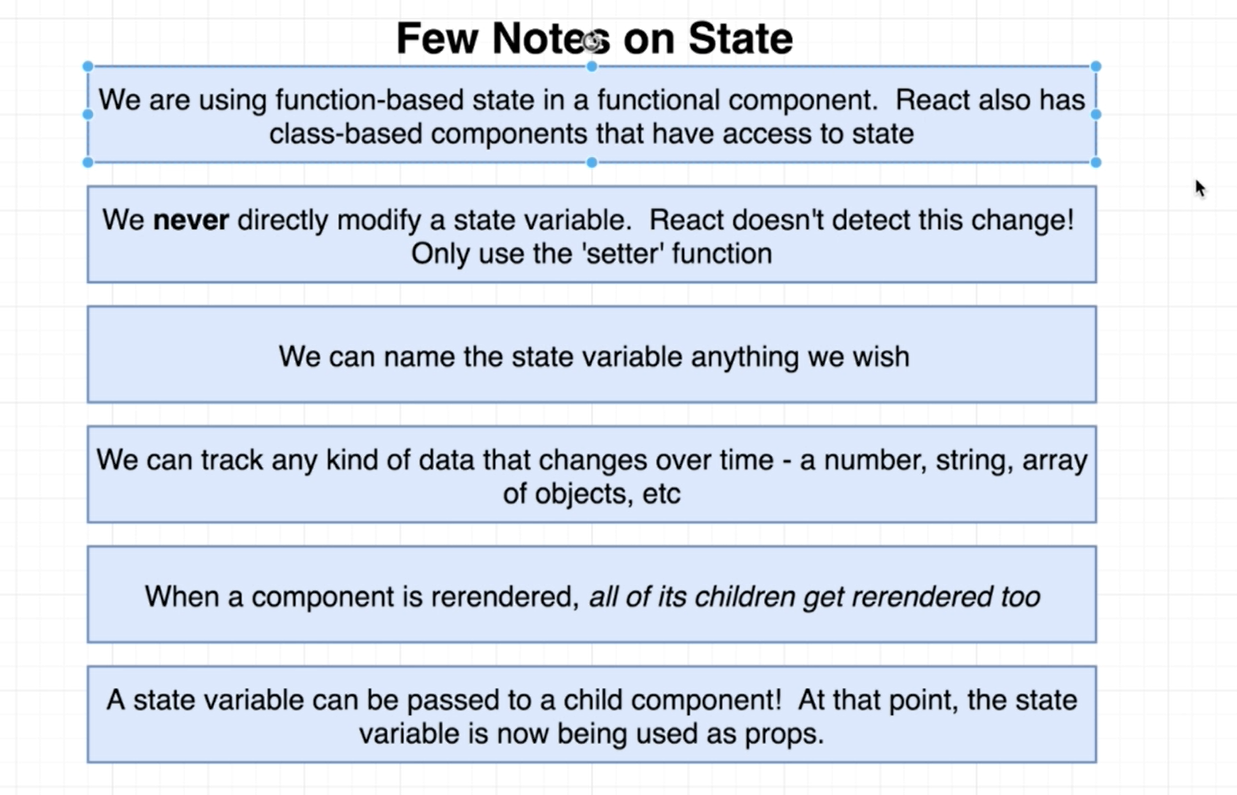 Few Notes on State
We are using function-based state in a functional component.  React also has
class-based components that have access to state
We never directly modify a state variable.  React doesn't detect this change!
Only use the 'setter' function
We can name the state variable anything we wish
We can track any kind of data that changes over time - a number, string, array
of objects, etc
When a component is rerendered, all of its children get rerendered too
A state variable can be passed to a child component!  At that point, the state
variable is now being used as props.